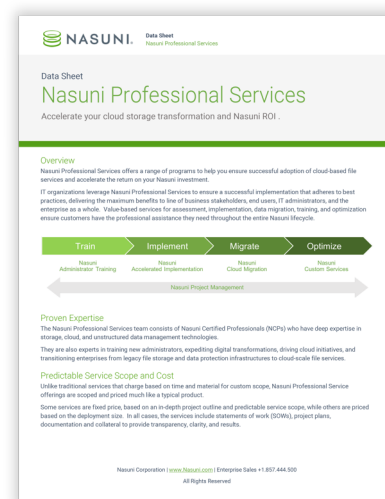 NASUNI®
Data Sheet
Nasuni Professional Services
Data Sheet
Nasuni Professional Services
Accelerate your cloud storage transformation and Nasuni ROI .
Overview
Nasuni Professional Services offers a range of programs to help you ensure successful adoption of cloud-based file
services and accelerate the return on your Nasuni investment.
IT organizations leverage Nasuni Professional Services to ensure a successful implementation that adheres to best
practices, delivering the maximum benefits to line of business stakeholders, end users, IT administrators, and the
enterprise as a whole. Value-based services for assessment, implementation, data migration, training, and optimization
ensure customers have the professional assistance they need throughout the entire Nasuni lifecycle.
Train Implement Migrate Optimize
Nasuni Nasuni Nasuni Nasuni
Administrator Training Accelerated Implementation Cloud Migration Custom Services
Nasuni Project Management
Proven Expertise
The Nasuni Professional Services team consists of Nasuni Certified Professionals (NCPs) who have deep expertise in
storage, cloud, and unstructured data management technologies.
They are also experts in training new administrators, expediting digital transformations, driving cloud initiatives, and
transitioning enterprises from legacy file storage and data protection infrastructures to cloud-scale file services.
Predictable Service Scope and Cost
Unlike traditional services that charge based on time and material for custom scope, Nasuni Professional Service
offerings are scoped and priced much like a typical product.
Some services are fixed price, based on an in-depth project outline and predictable service scope, while others are priced
based on the deployment size. In all cases, the services include statements of work (SOWs), project plans,
documentation and collateral to provide transparency, clarity, and results.
Nasuni Corporation | www.Nasuni.com | Enterprise Sales +1.857.444.500
All Rights Reserved